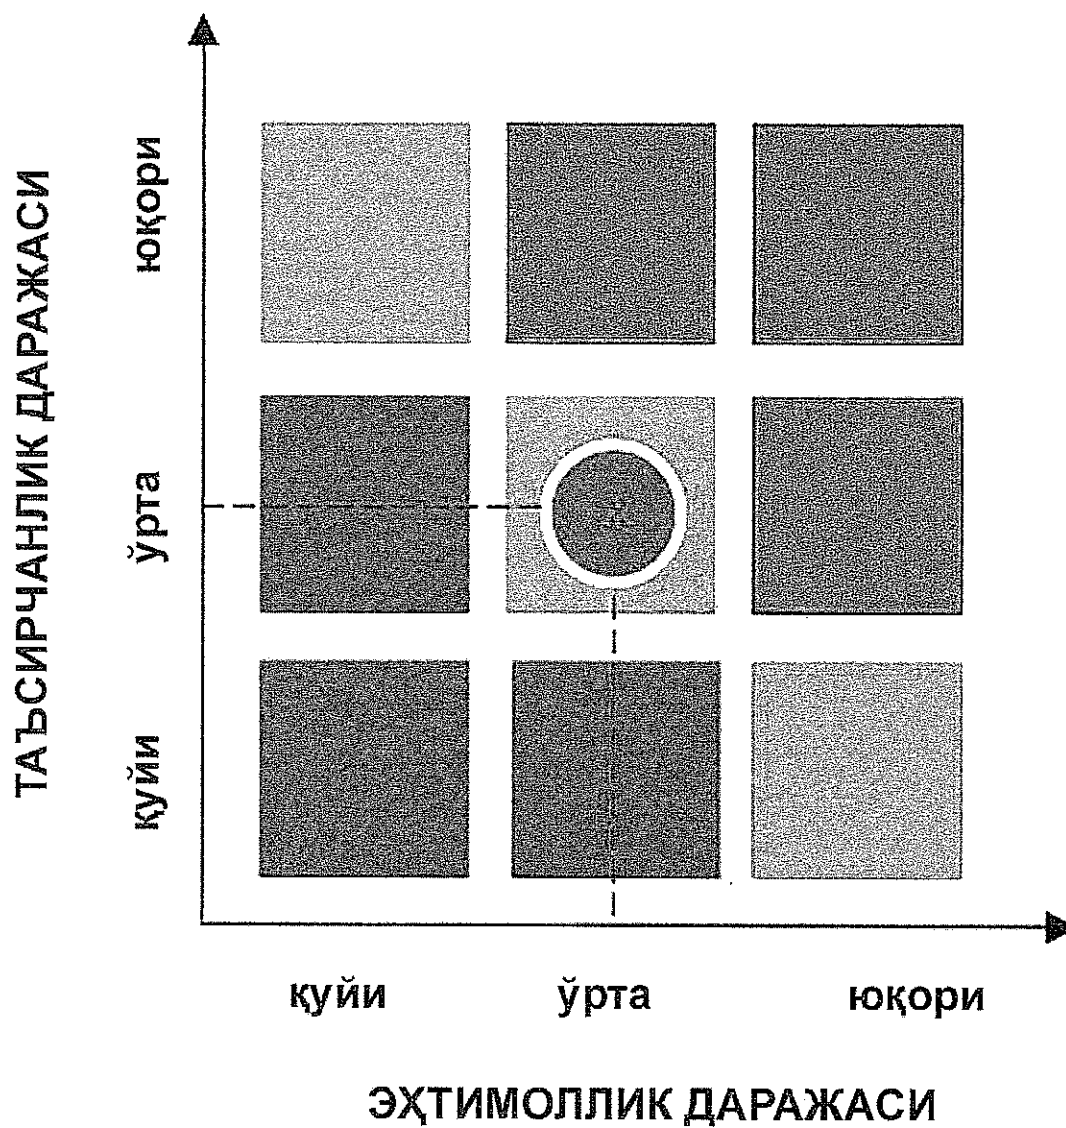 ТАЪСИРЧАНЛИК ДАРАЖАСИ
юқори
ўрта
қуйи
қуйи ўрта юқори
ЭҲТИМОЛЛИК ДАРАЖАСИ